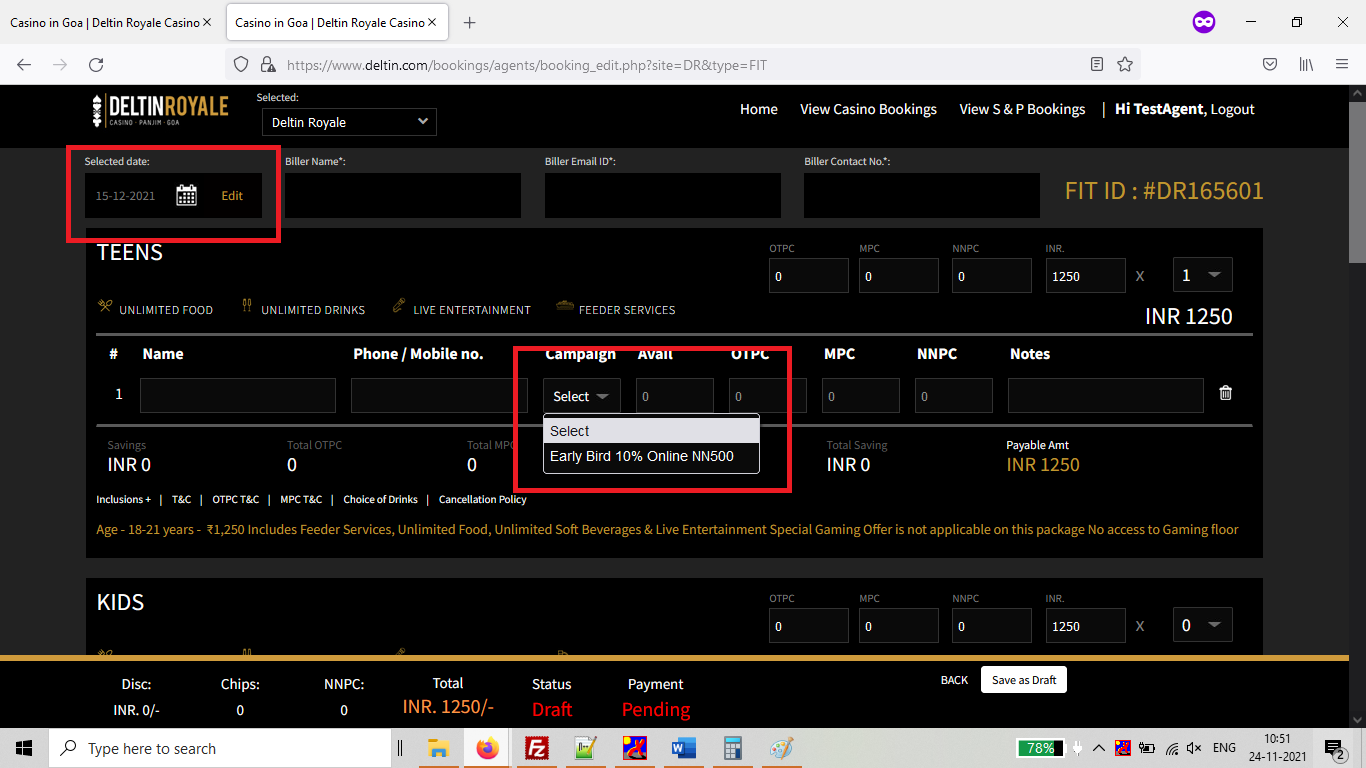 Casino in Goa | Deltin Royale Casino
Casino in Goa | Deltin Royale Casino
https://www.deltin.com/bookings/agents/booking_edit.php?site=DR&type=FIT
DELTINROYALE
CASINO · PANJIM · GOA
Selected:
Deltin Royale
Home View Casino Bookings View S & P Bookings | Hi TestAgent, Logout
Selected date: Biller Name*: Biller Email ID*: Biller Contact No.*:
15-12-2021 Edit
FIT ID : #DR165601
TEENS
OTPC MPC NNPC INR.
0 0 0 1250 X 1
UNLIMITED FOOD UNLIMITED DRINKS LIVE ENTERTAINMENT FEEDER SERVICES
INR 1250
# Name Phone / Mobile no. Campaign Avail OTPC MPC NNPC Notes
1 Select 0 0 0 0
Select
Early Bird 10% Online NN500
Savings Total OTPC Total MPC Total Saving Payable Amt
INR 0 0 0 INR 0 INR 1250
Inclusions + | T&C | OTPC T&C | MPC T&C | Choice of Drinks | Cancellation Policy
Age - 18-21 years - ₹1,250 Includes Feeder Services, Unlimited Food, Unlimited Soft Beverages & Live Entertainment Special Gaming Offer is not applicable on this package No access to Gaming floor
KIDS
OTPC MPC NNPC INR.
0 0 0 1250 X 0
Disc: Chips: NNPC: Total Status Payment
INR. 0/- 0 0 INR. 1250/- Draft Pending
BACK Save as Draft
Type here to search
78%
ENG
10:51
24-11-2021
2